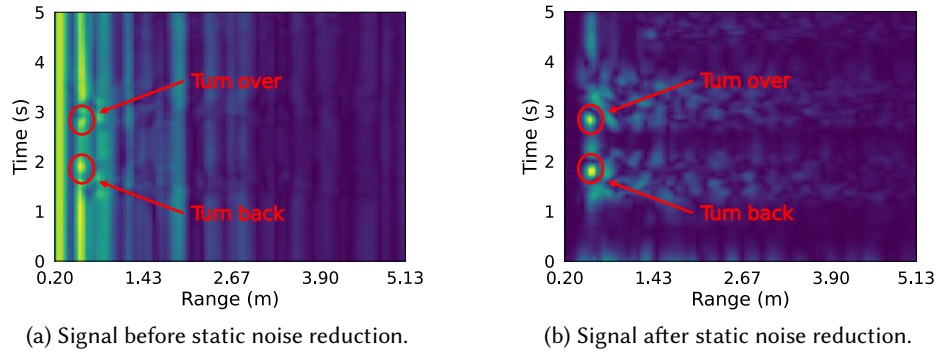 5
4
3
2
1
0
Time (s)
Turn over
Turn back
0.20 1.43 2.67 3.90 5.13
Range (m)
(a) Signal before static noise reduction.
5
4
3
2
1
0
Time (s)
Turn over
Turn back
0.20 1.43 2.67 3.90 5.13
Range (m)
(b) Signal after static noise reduction.